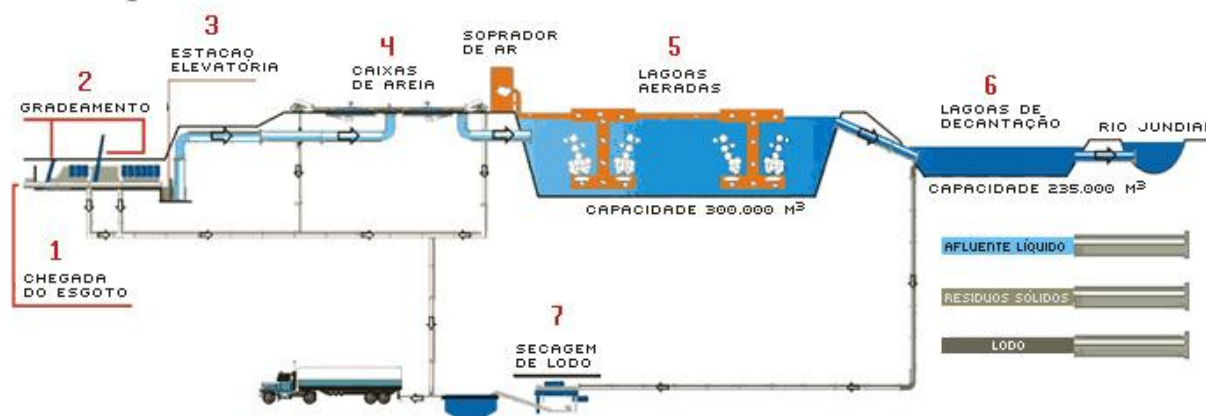 1
CHEGADA
DO ESGOTO
2
GRADEAMENTO
3
ESTACAO
ELEVATÓRIA
4
CAIXAS
DE AREIA
SOPRADOR
DE AR
5
LAGOAS
AERADAS
CAPACIDADE 300.000 M³
6
LAGOAS DE
DECANTAÇÃO
CAPACIDADE 235.000 M³
RIO JUNDIAÍ
7
SECAGEM
DE LODO
AFLUENTE LÍQUIDO
RESIDUOS SÓLIDOS
LODO